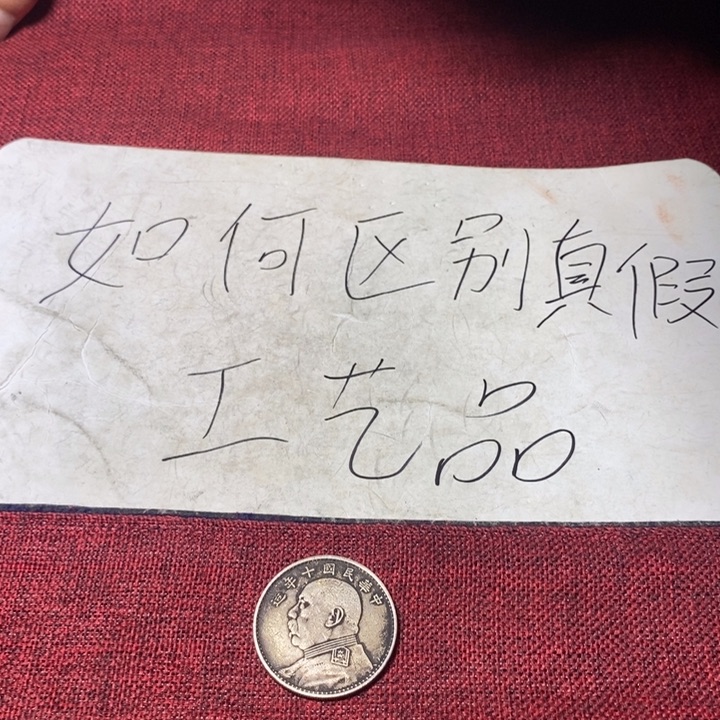 如何区别真假
工艺品
造年十國民華中